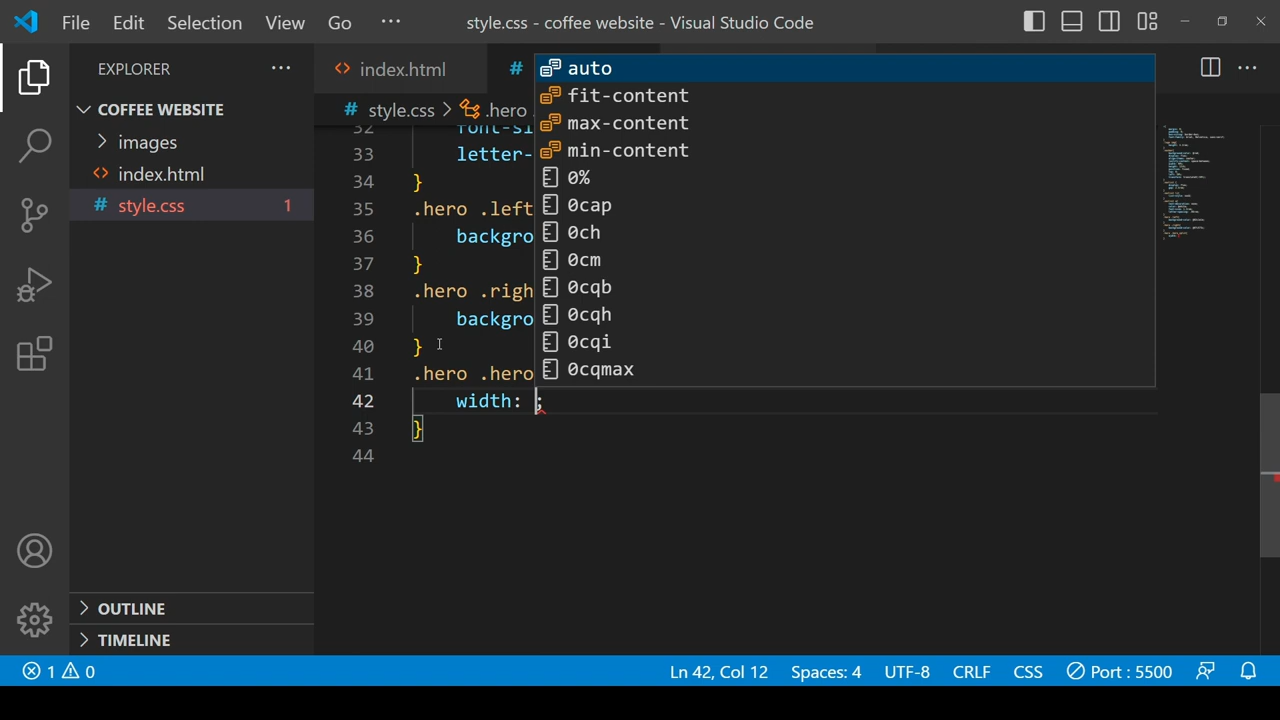 File Edit Selection View Go ··· style.css - coffee website - Visual Studio Code
EXPLORER ···
COFFEE WEBSITE
images
index.html
style.css 1
OUTLINE
TIMELINE
index.html #
# style.css > .hero
auto
fit-content
max-content
min-content
0%
0cap
0ch
0cm
0cqb
0cqh
0cqi
0cqmax
32 font-si
33 letter-
34 }
35 .hero .left
36 backgro
37 }
38 .hero .righ
39 backgro
40 }
41 .hero .hero
42 width: ;
43 }
44
1 0 Ln 42, Col 12 Spaces: 4 UTF-8 CRLF CSS Port : 5500